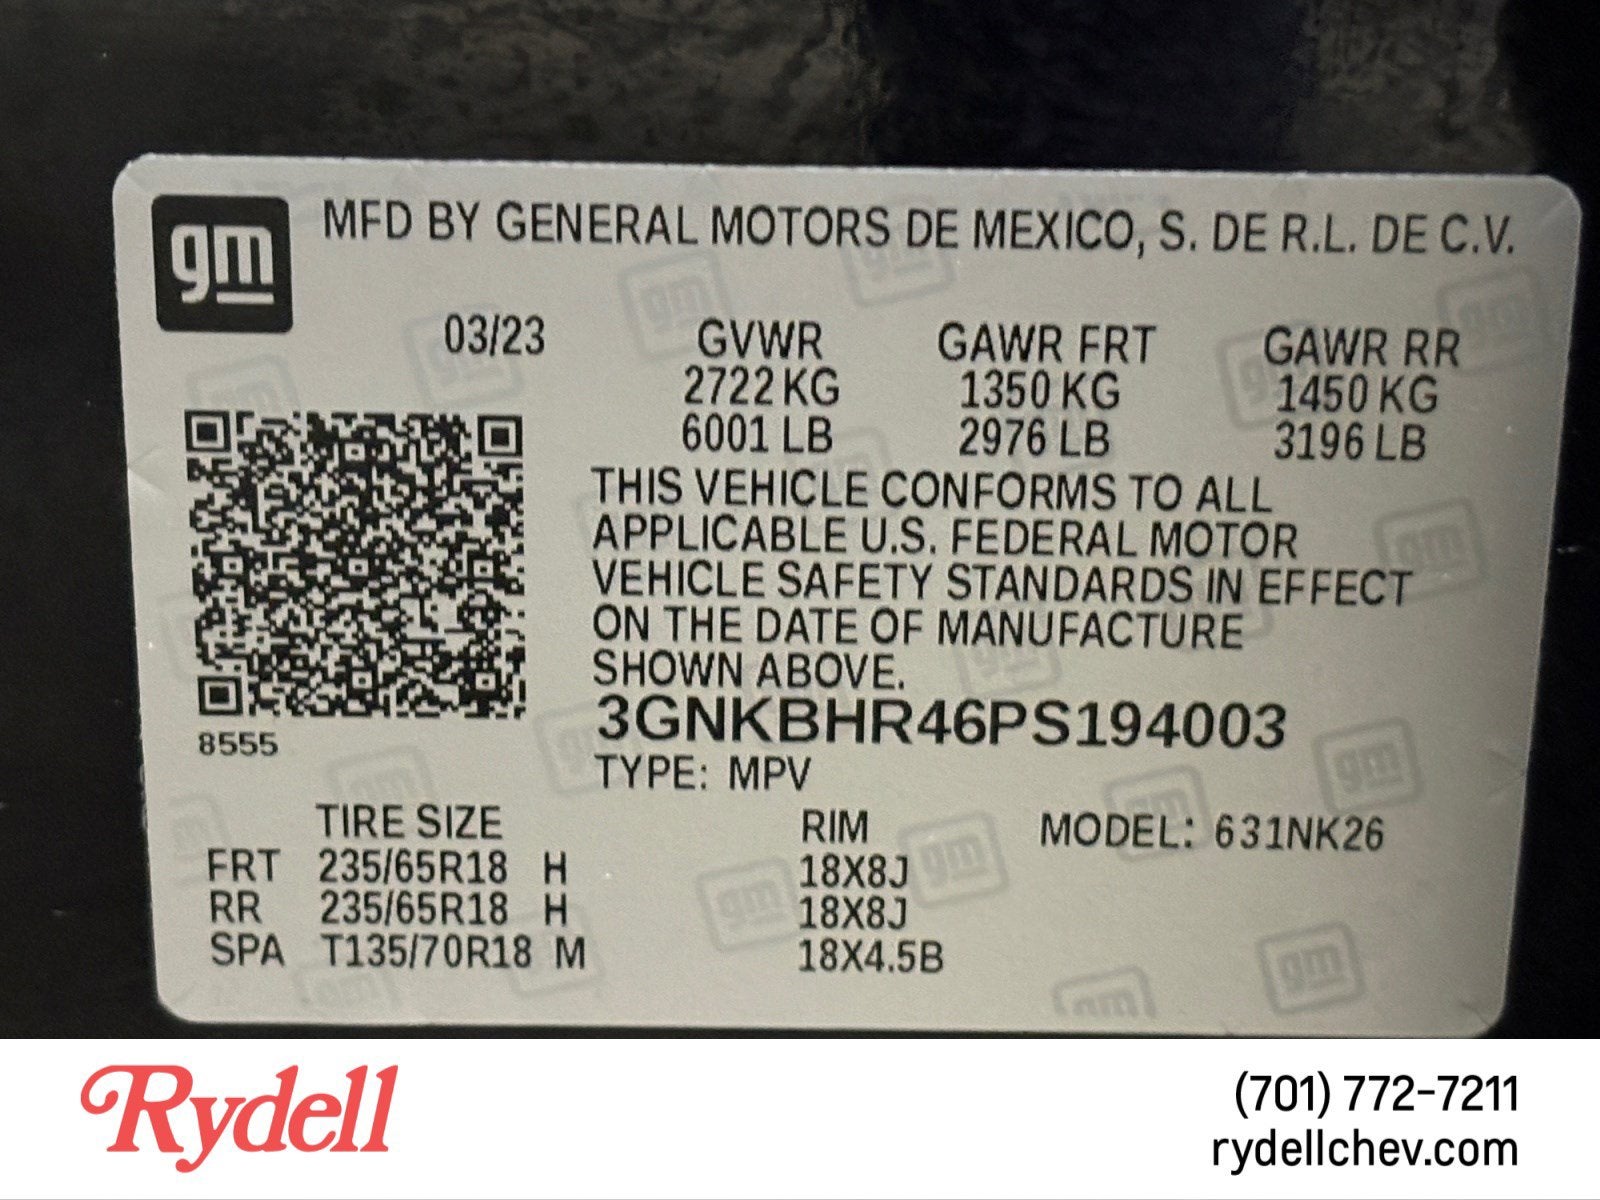 gm
MFD BY GENERAL MOTORS DE MEXICO, S. DE R.L. DE C.V.
03/23 GVWR GAWR FRT GAWR RR
2722 KG 1350 KG 1450 KG
6001 LB 2976 LB 3196 LB
THIS VEHICLE CONFORMS TO ALL
APPLICABLE U.S. FEDERAL MOTOR
VEHICLE SAFETY STANDARDS IN EFFECT
ON THE DATE OF MANUFACTURE
SHOWN ABOVE.
3GNKBHR46PS194003
8555
TYPE: MPV
TIRE SIZE RIM MODEL: 631NK26
FRT 235/65R18 H 18X8J
RR 235/65R18 H 18X8J
SPA T135/70R18 M 18X4.5B
Rydell
(701) 772-7211
rydellchev.com